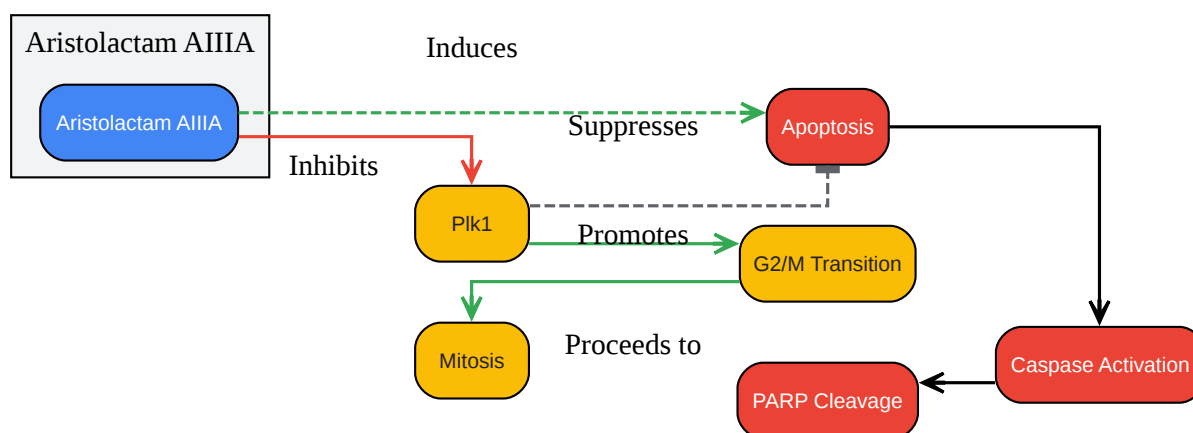 Aristolactam AIIIA
Induces
Aristolactam AIIIA
Suppresses
Apoptosis
Inhibits
Plk1
Promotes
G2/M Transition
Mitosis
Proceeds to
Caspase Activation
PARP Cleavage